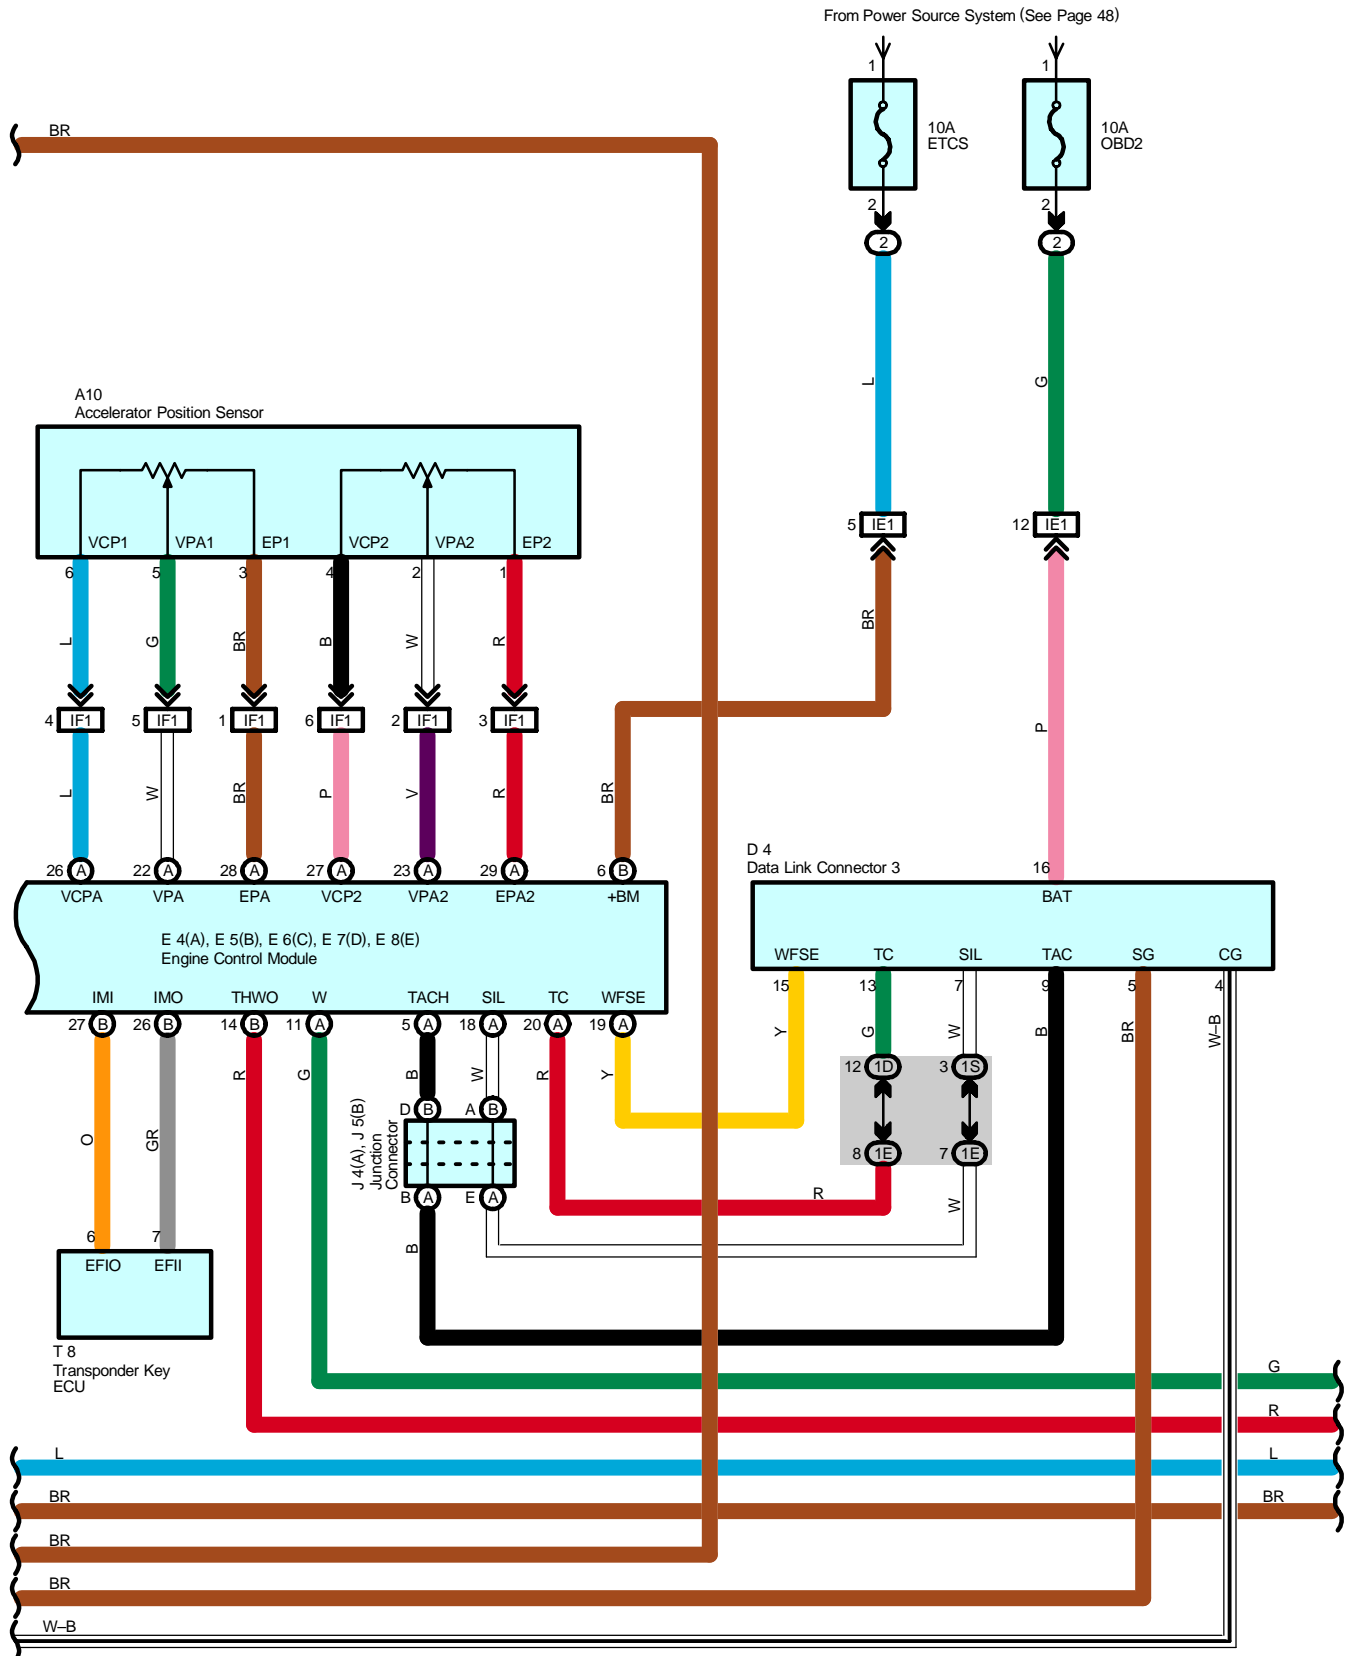 From Power Source System (See Page 48)
1 1
BR
10A
ETCS
10A
OBD2
2 2
2 2
L G
A10
Accelerator Position Sensor
VCP1 VPA1 EP1 VCP2 VPA2 EP2
5 IE1 12 IE1
6 5 3 4 2 1
L G BR B W R BR
4 IF1 5 IF1 1 IF1 6 IF1 2 IF1 3 IF1
P
L W BR P V R BR
D 4
Data Link Connector 3
26 A 22 A 28 A 27 A 23 A 29 A 6 B 16
VCPA VPA EPA VCP2 VPA2 EPA2 +BM BAT
E 4(A), E 5(B), E 6(C), E 7(D), E 8(E)
Engine Control Module
WFSE TC SIL TAC SG CG
15 13 7 9 5 4
IMI IMO THWO W TACH SIL TC WFSE
27 B 26 B 14 B 11 A 5 A 18 A 20 A 19 A
Y G W B BR W–B
R G B W R Y
12 1D 3 1S
D B A B
J 4(A), J 5(B)
Junction
Connector
O GR
8 1E 7 1E
B A E A
R W
B
6 7
EFIO EFII
T 8
Transponder Key
ECU
G
R
L L
BR BR
BR
BR
W–B